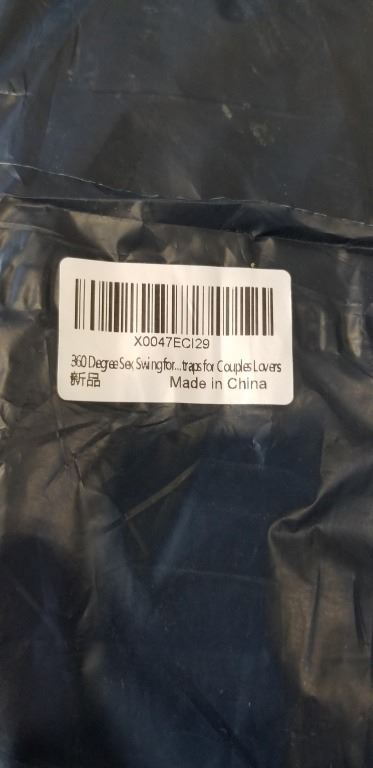 X0047ECI29
360 Degree Sex Swing for...traps for Couples Lovers
新品
Made in China